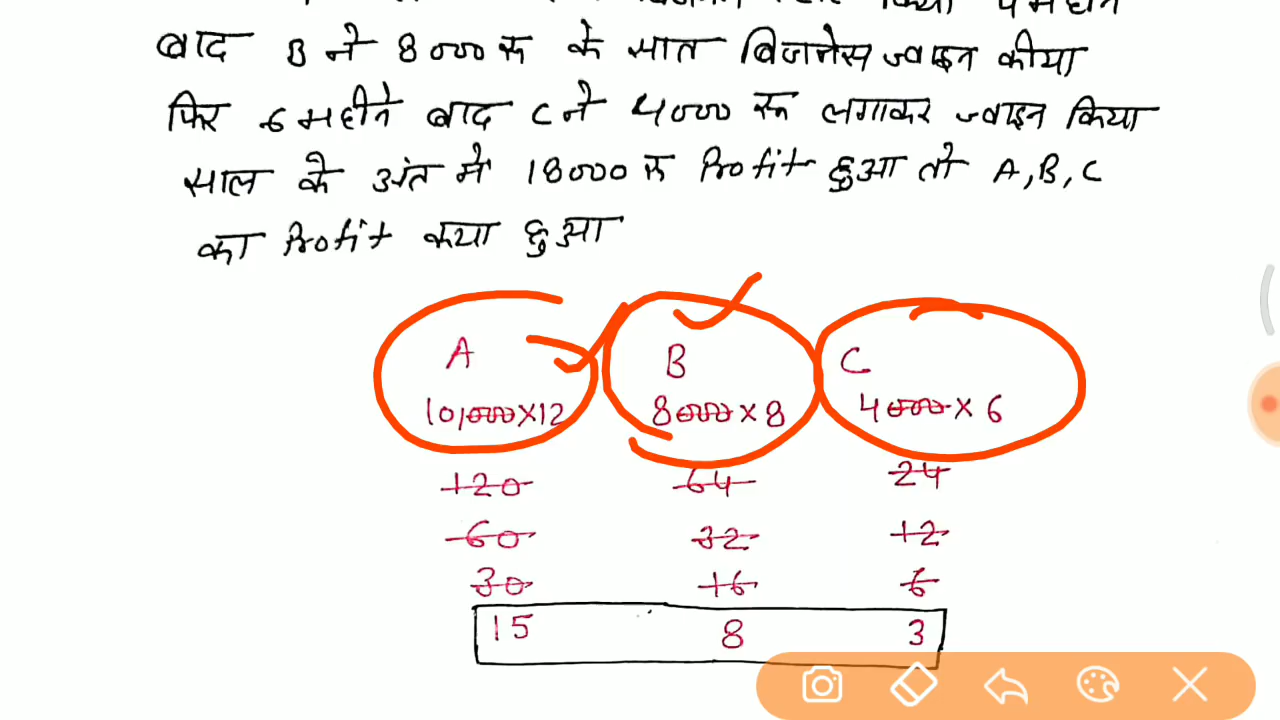 बाद B ने 8000 रू के सात बिजनेस ज्वाइन कीया
फिर 6 महीने बाद C ने 4000 रू लगाकर ज्वाइन किया
साल के अंत मे 18000 रू Profit हुआ तो A, B, C
का Profit क्या हुआ
A B C
10,000×12 8000×8 4000×6
120 64 24
60 32 12
30 16 6
15 8 3